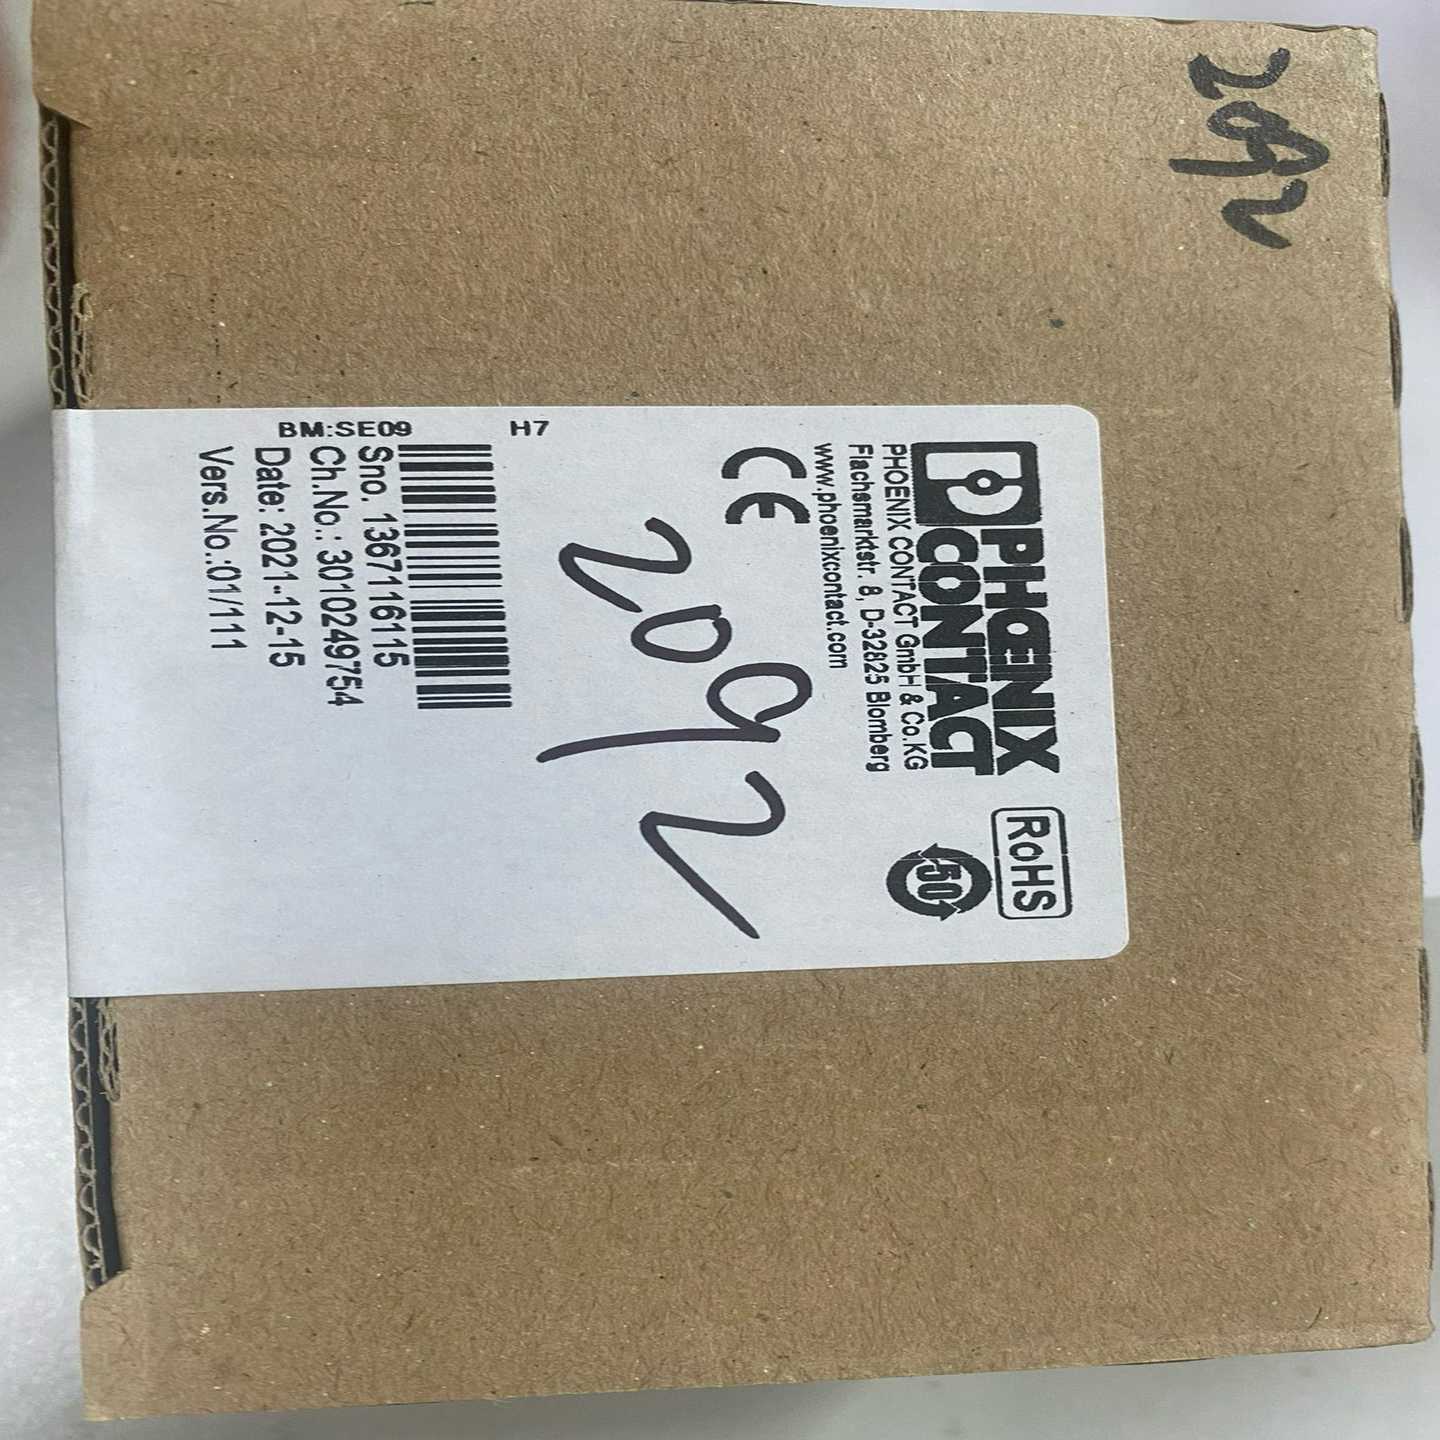 2092
PHOENIX
CONTACT
RoHS
50
PHOENIX CONTACT GmbH & Co.KG
Flachsmarktstr. 8, D-32825 Blomberg
www.phoenixcontact.com
CE
2092
H7
BM:SE09
Sno. 1367116115
Ch.No.: 3010249754
Date: 2021-12-15
Vers.No.:01/111